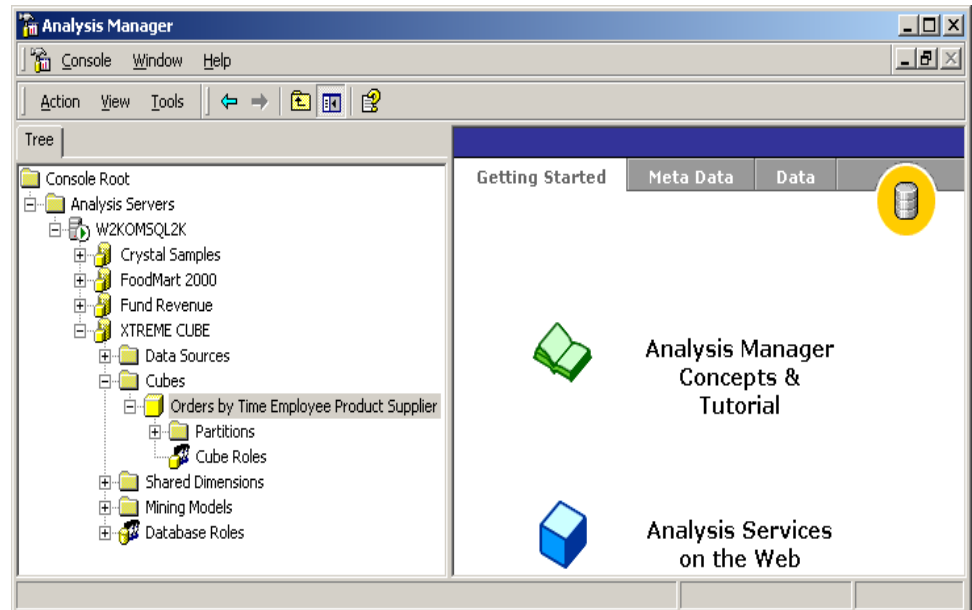 Analysis Manager
Console Window Help
Action View Tools
Tree
Console Root
Analysis Servers
W2KOMSQL2K
Crystal Samples
FoodMart 2000
Fund Revenue
XTREME CUBE
Data Sources
Cubes
Orders by Time Employee Product Supplier
Partitions
Cube Roles
Shared Dimensions
Mining Models
Database Roles
Getting Started Meta Data Data
Analysis Manager
Concepts &
Tutorial
Analysis Services
on the Web